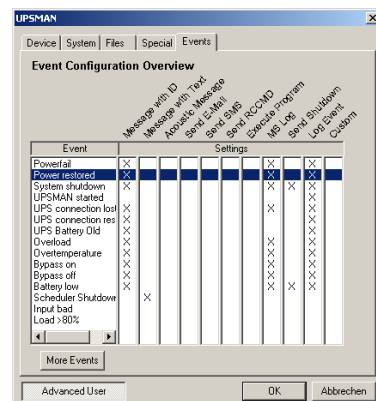 UPSMAN
Device System Files Special Events
Event Configuration Overview
Message with ID
Message with Text
Acoustic Message
Send E-Mail
Send SMS
Send RCCMD
Execute Program
MS Log
Send Shutdown
Log Event
Custom
Event Settings
Powerfail X X X
Power restored X X X
System shutdown X X X X
UPSMAN started X
UPS connection lost X X X
UPS connection res X X
UPS Battery Old X X
Overload X X X
Overtemperature X X X
Bypass on X X X
Bypass off X X X
Battery low X X X X
Scheduler Shutdown X
Input bad
Load >80%
More Events
Advanced User OK Abbrechen